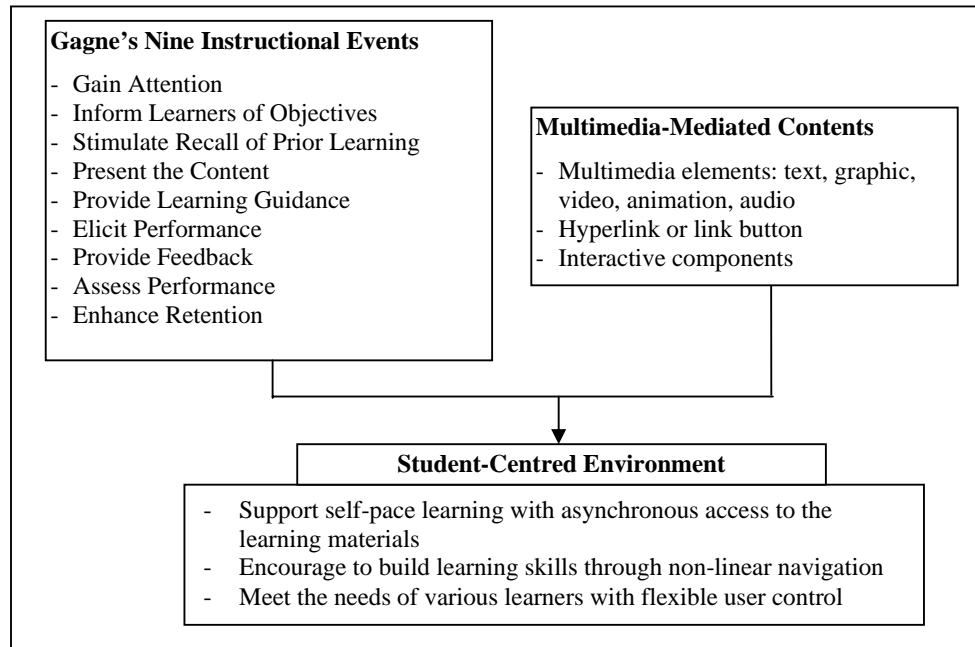 Gagne’s Nine Instructional Events
- Gain Attention
- Inform Learners of Objectives
- Stimulate Recall of Prior Learning
- Present the Content
- Provide Learning Guidance
- Elicit Performance
- Provide Feedback
- Assess Performance
- Enhance Retention
Multimedia-Mediated Contents
- Multimedia elements: text, graphic,
video, animation, audio
- Hyperlink or link button
- Interactive components
Student-Centred Environment
- Support self-pace learning with asynchronous access to the
learning materials
- Encourage to build learning skills through non-linear navigation
- Meet the needs of various learners with flexible user control